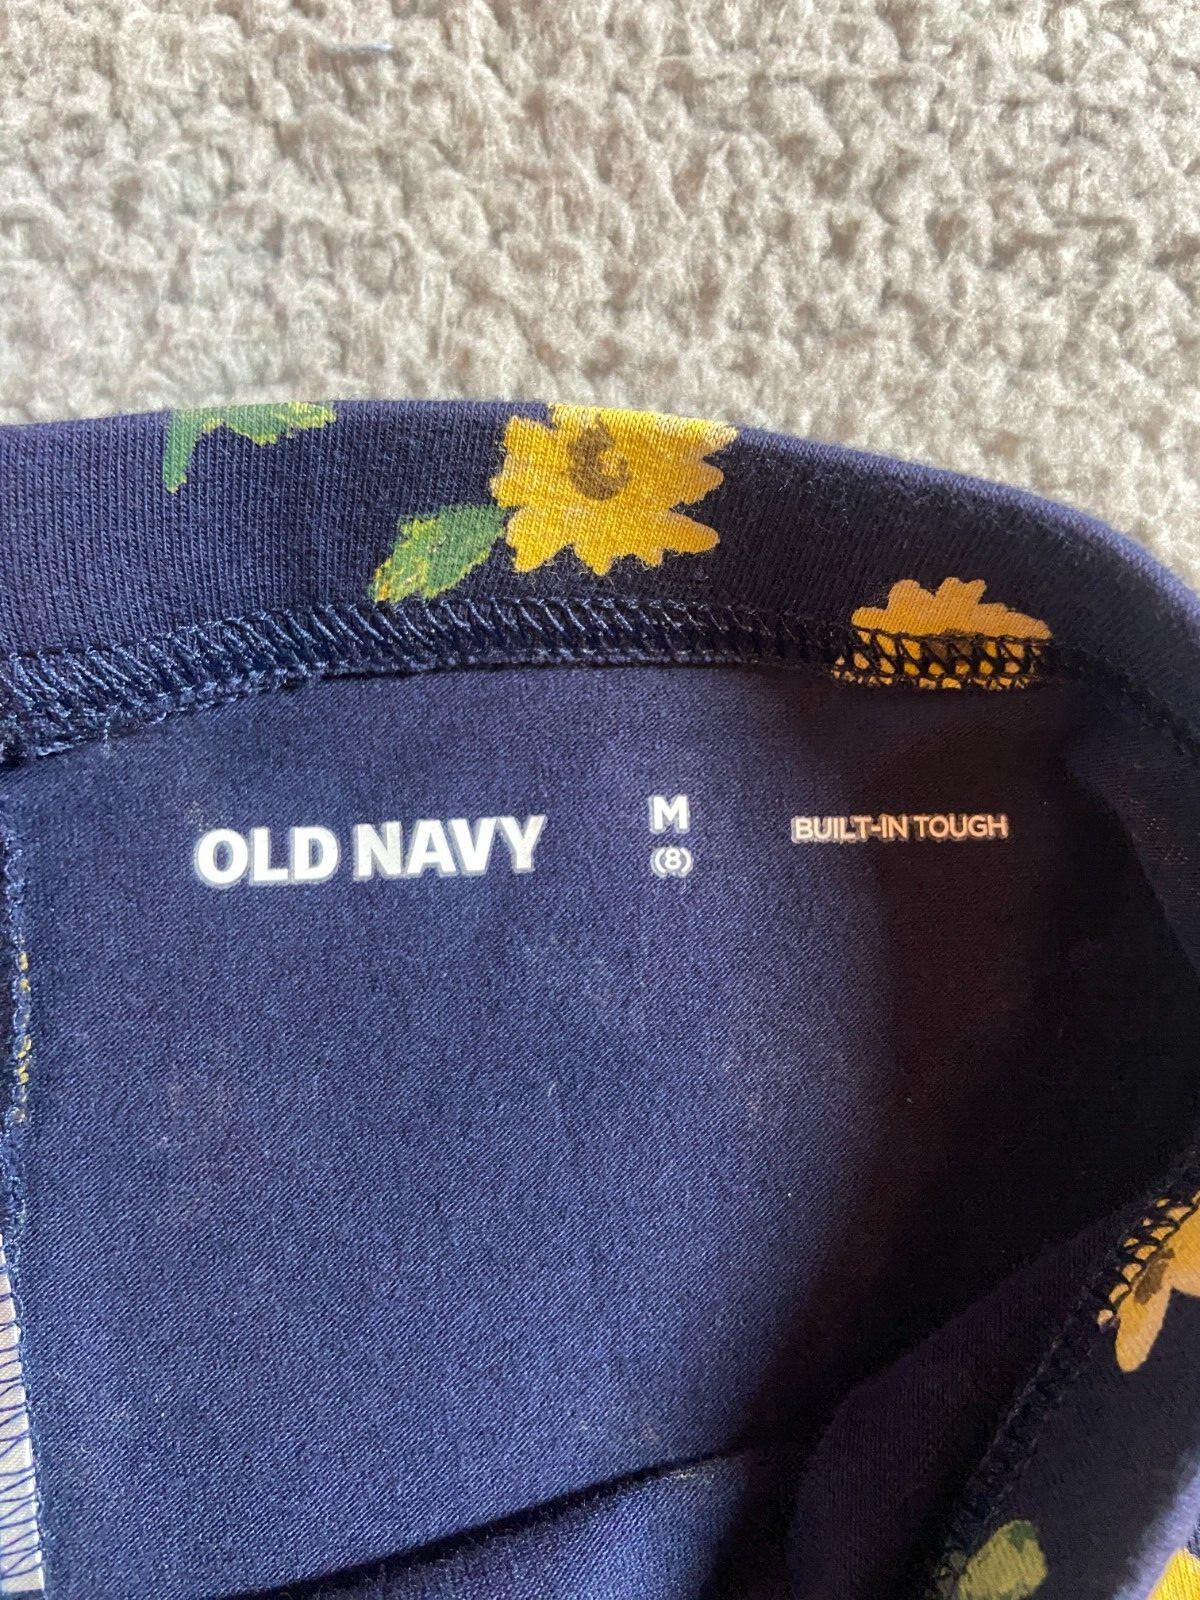 OLD NAVY
M
(8)
BUILT-IN TOUGH